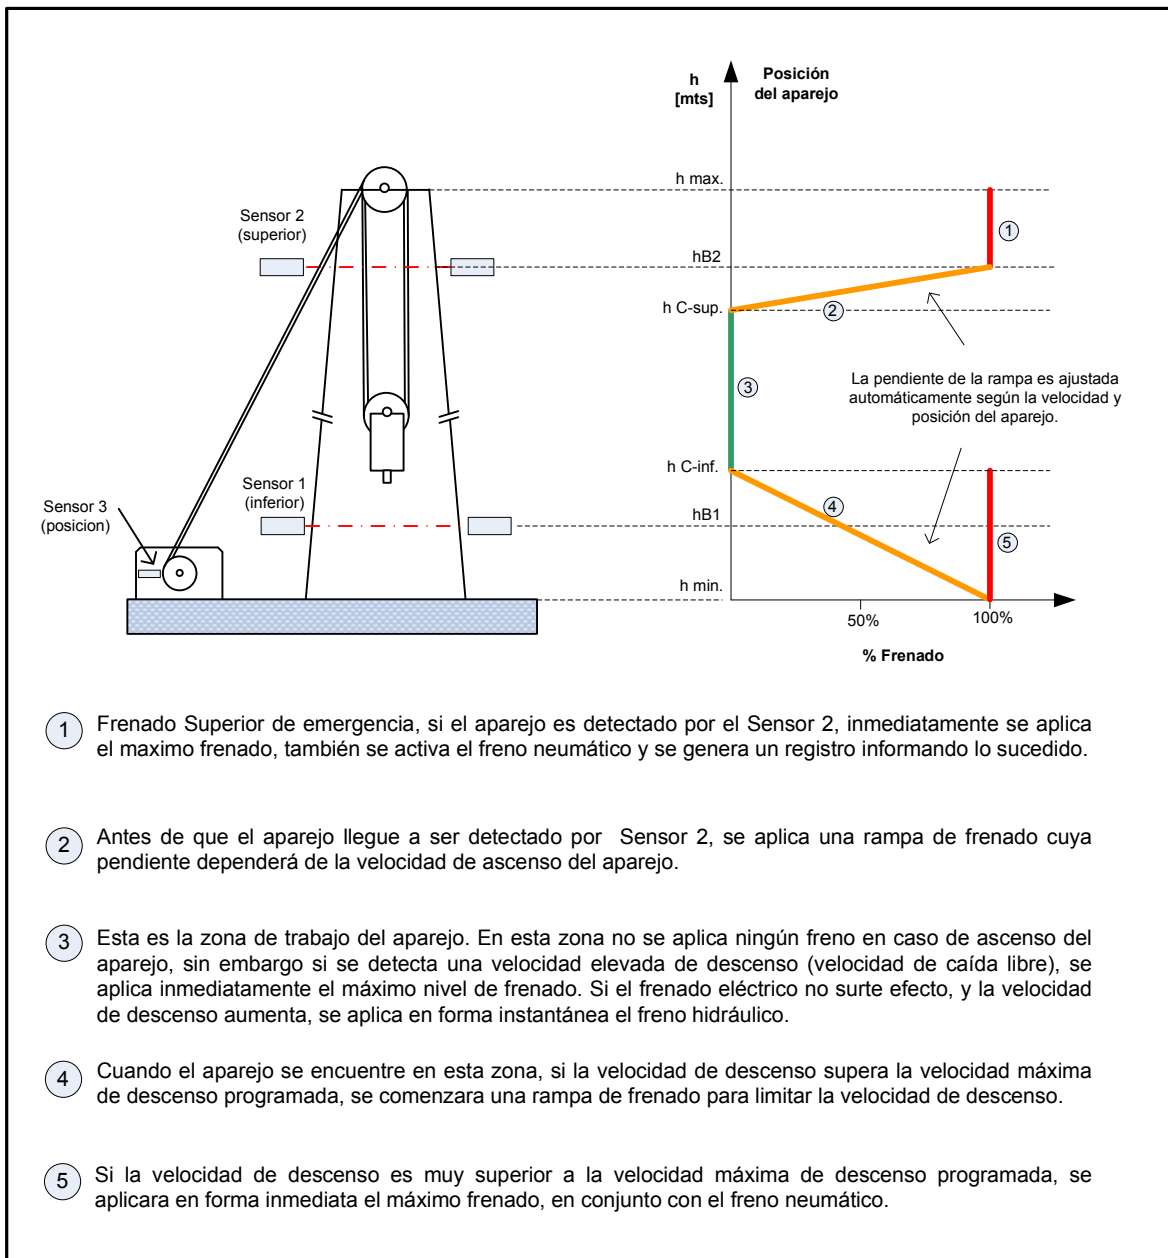 h
[mts]
Posición
del aparejo
h max.
Sensor 2
(superior)
1
hB2
h C-sup.
2
3
La pendiente de la rampa es ajustada
automáticamente según la velocidad y
posición del aparejo.
h C-inf.
Sensor 1
(inferior)
Sensor 3
(posicion)
hB1
4
5
h min.
50%
100%
% Frenado
1 Frenado Superior de emergencia, si el aparejo es detectado por el Sensor 2, inmediatamente se aplica
el maximo frenado, también se activa el freno neumático y se genera un registro informando lo sucedido.
2 Antes de que el aparejo llegue a ser detectado por Sensor 2, se aplica una rampa de frenado cuya
pendiente dependerá de la velocidad de ascenso del aparejo.
3 Esta es la zona de trabajo del aparejo. En esta zona no se aplica ningún freno en caso de ascenso del
aparejo, sin embargo si se detecta una velocidad elevada de descenso (velocidad de caída libre), se
aplica inmediatamente el máximo nivel de frenado. Si el frenado eléctrico no surte efecto, y la velocidad
de descenso aumenta, se aplica en forma instantánea el freno hidráulico.
4 Cuando el aparejo se encuentre en esta zona, si la velocidad de descenso supera la velocidad máxima
de descenso programada, se comenzara una rampa de frenado para limitar la velocidad de descenso.
5 Si la velocidad de descenso es muy superior a la velocidad máxima de descenso programada, se
aplicara en forma inmediata el máximo frenado, en conjunto con el freno neumático.